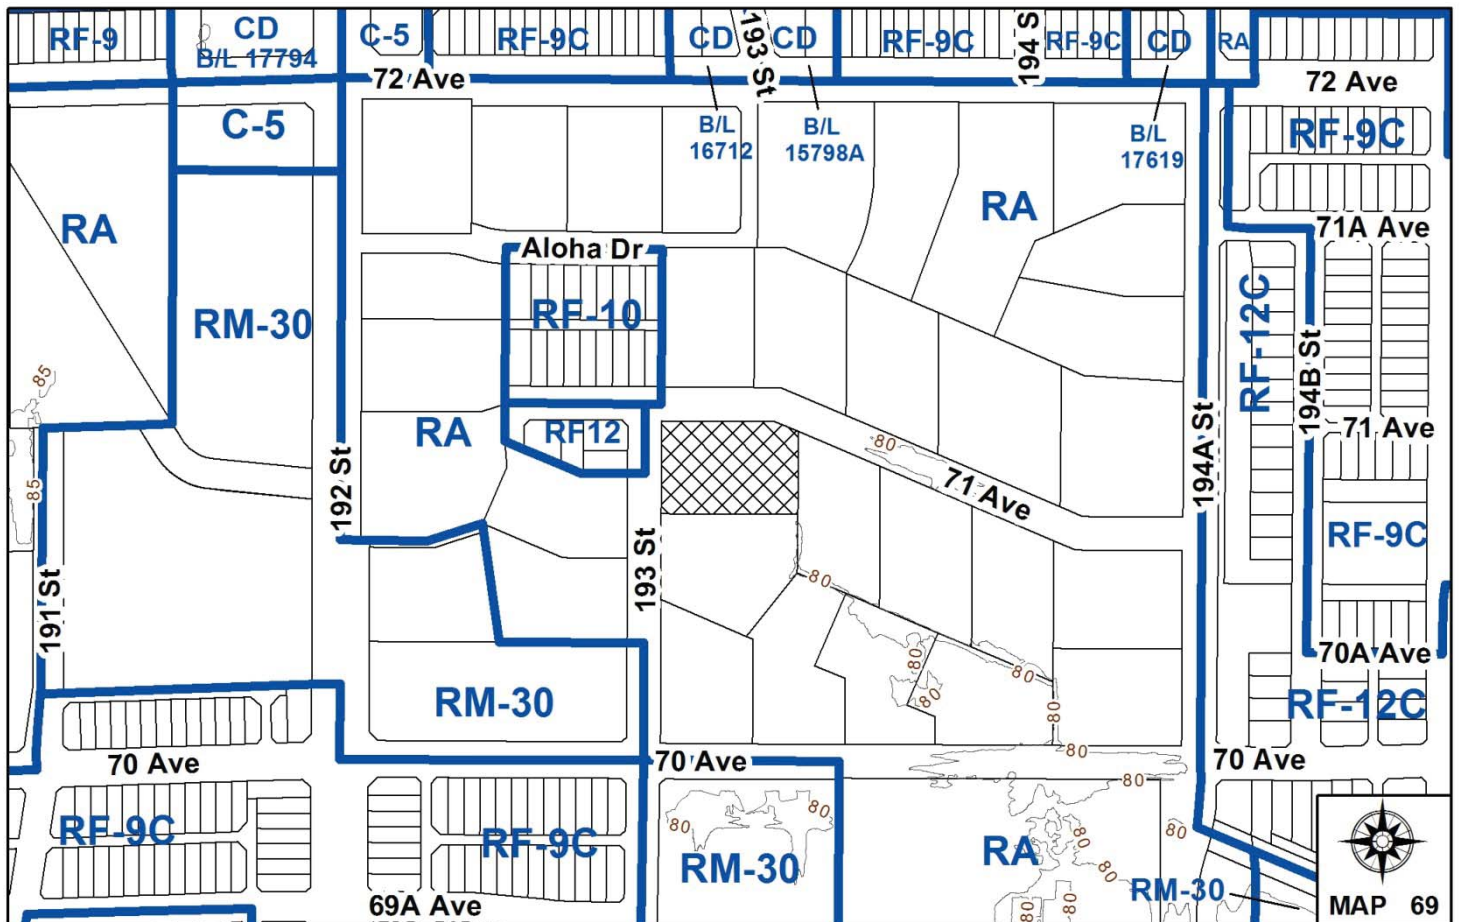 RF-9
CD
B/L 17794
C-5
RF-9C
CD
193 St
CD
RF-9C
194 S
RF-9C
CD
RA
72 Ave
72 Ave
C-5
B/L
16712
B/L
15798A
B/L
17619
RF-9C
RA
RA
71A Ave
Aloha Dr
RM-30
RF-10
RF-12C
194B St
85
RA
RF12
80
194A St
71 Ave
85
192 St
71 Ave
RF-9C
191 St
193 St
80
80
80
80
70A Ave
RM-30
80
RF-12C
70 Ave
70 Ave
80
70 Ave
80
RF-9C
RF-9C
80
80
RM-30
RA
80
80
80
RM-30
80
80
69A Ave
MAP 69